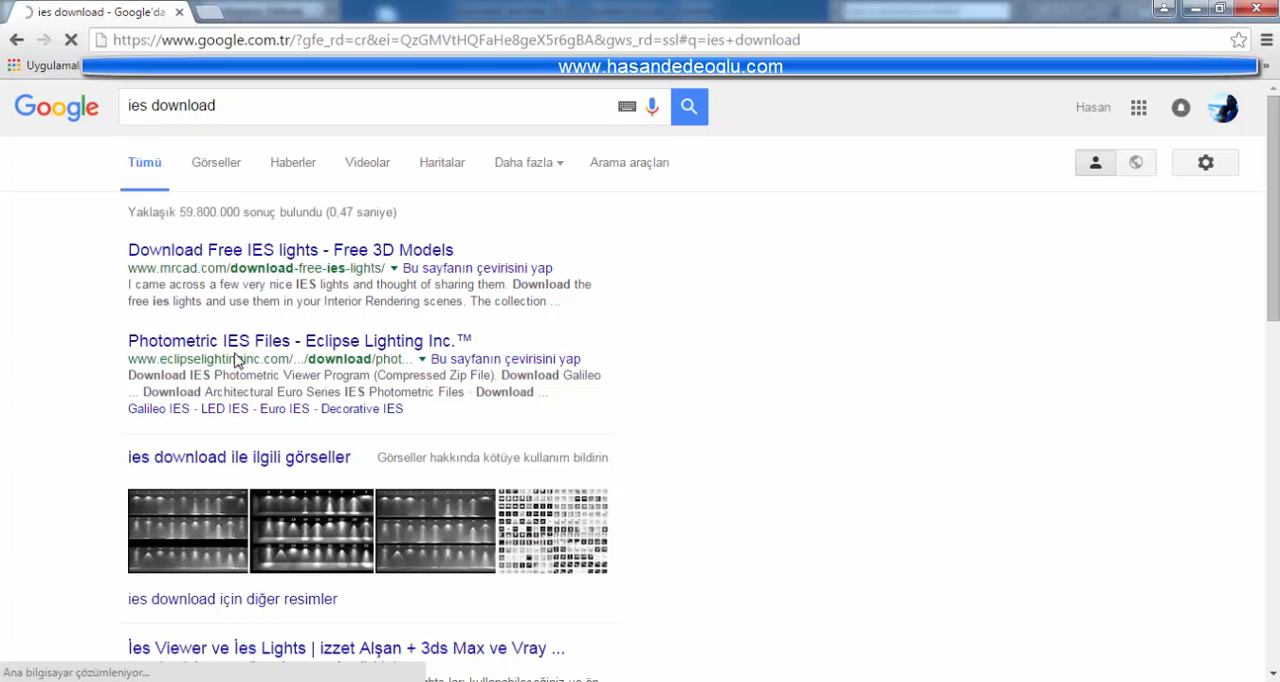 ies download - Google'da
https://www.google.com.tr/?gfe_rd=cr&ei=QzGMVtHQFaHe8geX5r6gBA&gws_rd=ssl#q=ies+download
Uygulamal
www.hasandedeoglu.com
»
Google
ies download
Hasan
Tümü Görseller Haberler Videolar Haritalar Daha fazla Arama araçları
Yaklaşık 59.800.000 sonuç bulundu (0,47 saniye)
Download Free IES lights - Free 3D Models
www.mrcad.com/download-free-ies-lights/ Bu sayfanın çevirisini yap
I came across a few very nice IES lights and thought of sharing them. Download the
free ies lights and use them in your Interior Rendering scenes. The collection ...
Photometric IES Files - Eclipse Lighting Inc.™
www.eclipselightinginc.com/.../download/phot... Bu sayfanın çevirisini yap
Download IES Photometric Viewer Program (Compressed Zip File). Download Galileo
... Download Architectural Euro Series IES Photometric Files · Download ...
Galileo IES - LED IES - Euro IES - Decorative IES
ies download ile ilgili görseller Görseller hakkında kötüye kullanım bildirin
ies download için diğer resimler
İes Viewer ve İes Lights | izzet Alşan + 3ds Max ve Vray ...
Ana bilgisayar çözümleniyor...